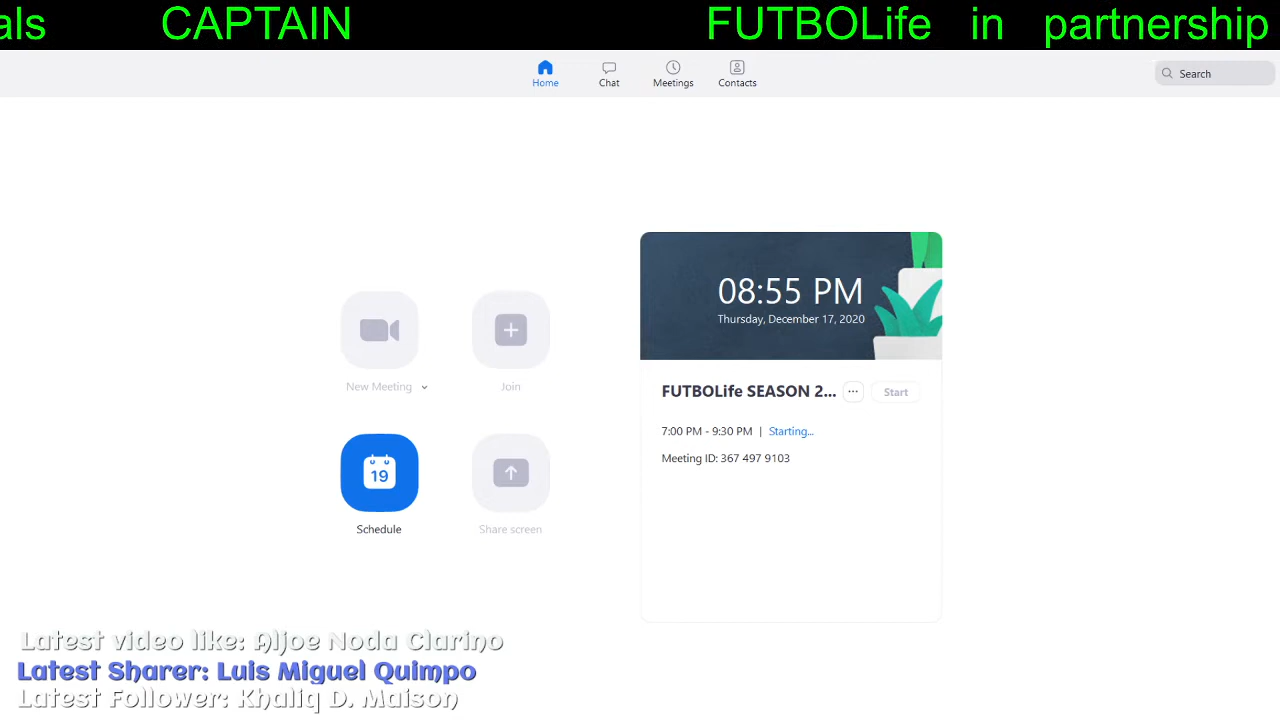 als CAPTAIN FUTBOLife in partnership
Home Chat Meetings Contacts
Search
08:55 PM
Thursday, December 17, 2020
New Meeting
Join
FUTBOLife SEASON 2... Start
7:00 PM - 9:30 PM | Starting...
Meeting ID: 367 497 9103
19
Schedule
Share screen
Latest video like: Aljoe Noda Clarino
Latest Sharer: Luis Miguel Quimpo
Latest Follower: Khaliq D. Maison